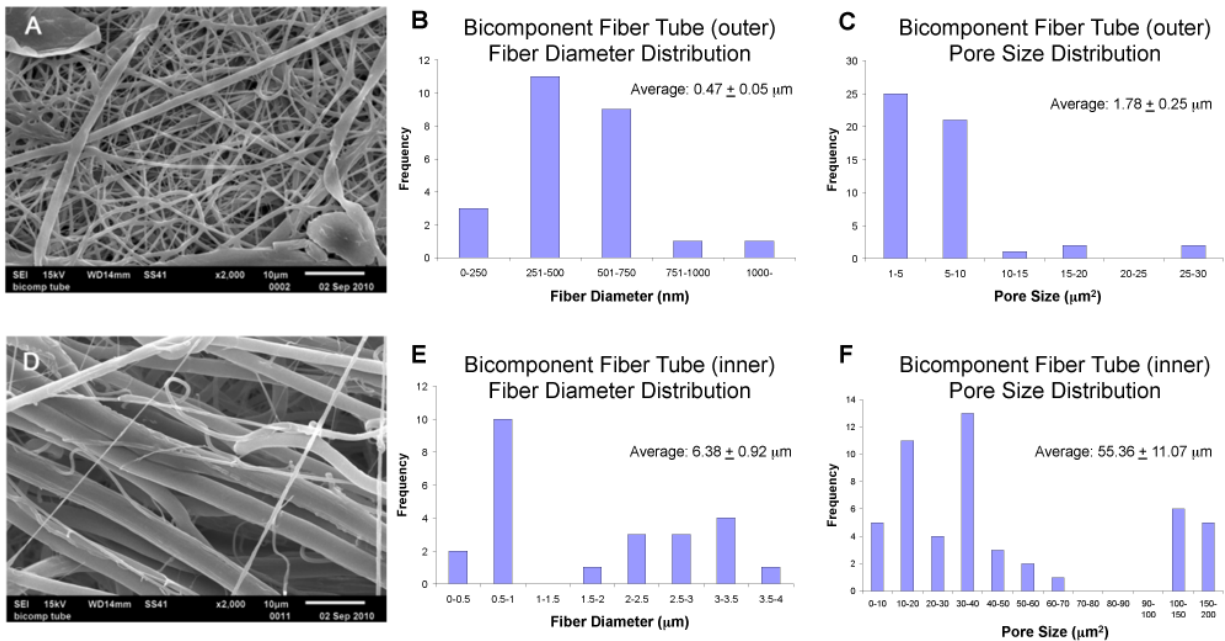 A
SEI 15kV WD14mm SS41 x2,000 10µm
bicomp tube 0002 02 Sep 2010
B
Bicomponent Fiber Tube (outer)
Fiber Diameter Distribution
Average: 0.47 ± 0.05 µm
Frequency
12
10
8
6
4
2
0
0-250 251-500 501-750 751-1000 1000-
Fiber Diameter (nm)
C
Bicomponent Fiber Tube (outer)
Pore Size Distribution
Average: 1.78 ± 0.25 µm
Frequency
30
25
20
15
10
5
0
1-5 5-10 10-15 15-20 20-25 25-30
Pore Size (µm²)
D
SEI 15kV WD14mm SS41 x2,000 10µm
bicomp tube 0011 02 Sep 2010
E
Bicomponent Fiber Tube (inner)
Fiber Diameter Distribution
Average: 6.38 ± 0.92 µm
Frequency
12
10
8
6
4
2
0
0-0.5 0.5-1 1-1.5 1.5-2 2-2.5 2.5-3 3-3.5 3.5-4
Fiber Diameter (µm)
F
Bicomponent Fiber Tube (inner)
Pore Size Distribution
Average: 55.36 ± 11.07 µm
Frequency
14
12
10
8
6
4
2
0
0-10 10-20 20-30 30-40 40-50 50-60 60-70 70-80 80-90 90-100 100-150 150-200
Pore Size (µm²)